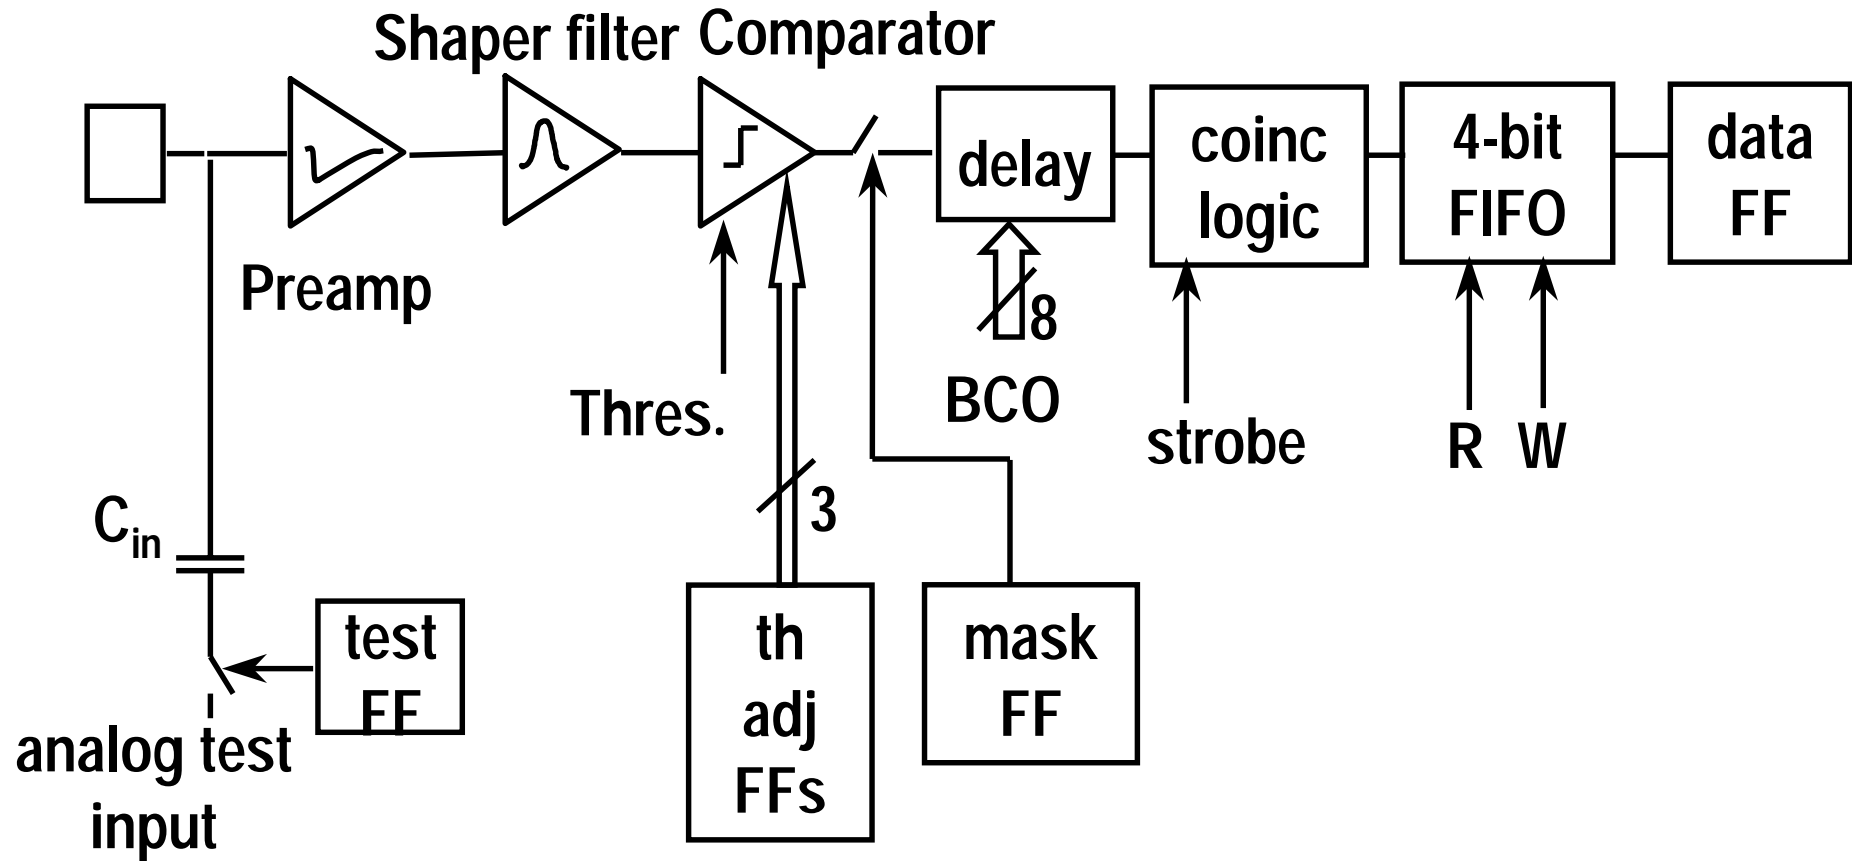 Shaper filter Comparator
Preamp
delay
coinc
logic
4-bit
FIFO
data
FF
8
BCO
Thres.
strobe
R W
3
C_in
test
FF
th
adj
FFs
mask
FF
analog test
input